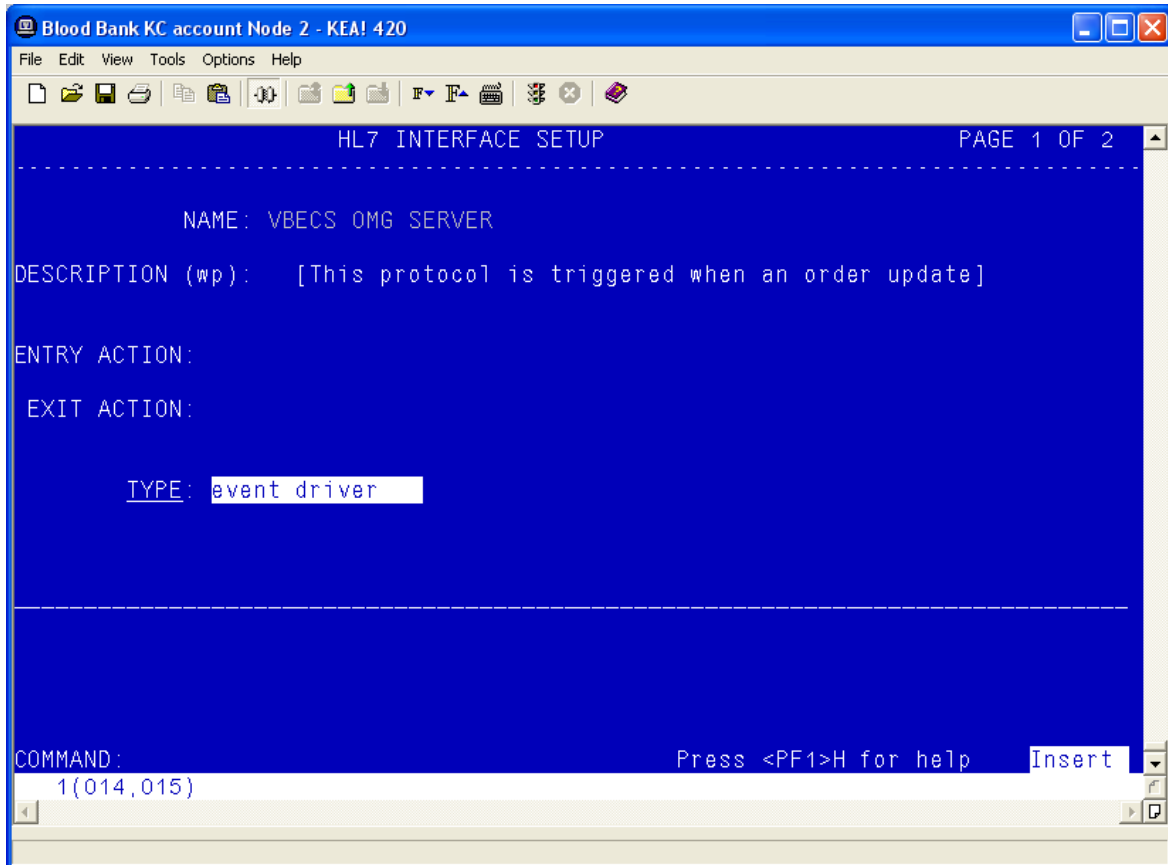 Blood Bank KC account Node 2 - KEA! 420
File Edit View Tools Options Help
HL7 INTERFACE SETUP PAGE 1 OF 2
NAME: VBECS OMG SERVER
DESCRIPTION (wp): [This protocol is triggered when an order update]
ENTRY ACTION:
EXIT ACTION:
TYPE: event driver
COMMAND: Press <PF1>H for help Insert
1(014,015)